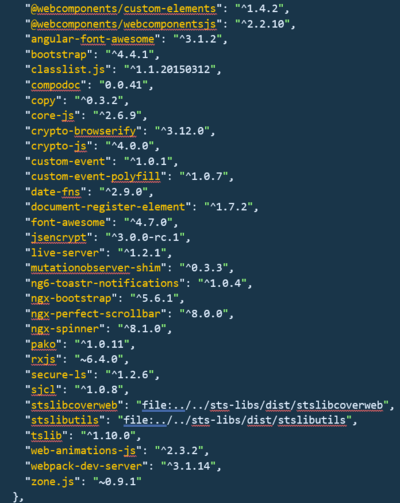 "@webcomponents/custom-elements": "^1.4.2",
"@webcomponents/webcomponentsjs": "^2.2.10",
"angular-font-awesome": "^3.1.2",
"bootstrap": "^4.4.1",
"classlist.js": "^1.1.20150312",
"compodoc": "0.0.41",
"copy": "^0.3.2",
"core-js": "^2.6.9",
"crypto-browserify": "^3.12.0",
"crypto-js": "^4.0.0",
"custom-event": "^1.0.1",
"custom-event-polyfill": "^1.0.7",
"date-fns": "^2.9.0",
"document-register-element": "^1.7.2",
"font-awesome": "^4.7.0",
"jsencrypt": "^3.0.0-rc.1",
"live-server": "^1.2.1",
"mutationobserver-shim": "^0.3.3",
"ng6-toastr-notifications": "^1.0.4",
"ngx-bootstrap": "^5.6.1",
"ngx-perfect-scrollbar": "^8.0.0",
"ngx-spinner": "^8.1.0",
"pako": "^1.0.11",
"rxjs": "~6.4.0",
"secure-ls": "^1.2.6",
"sjcl": "^1.0.8",
"stslibcoverweb": "file:../../sts-libs/dist/stslibcoverweb",
"stslibutils": "file:../../sts-libs/dist/stslibutils",
"tslib": "^1.10.0",
"web-animations-js": "^2.3.2",
"webpack-dev-server": "^3.1.14",
"zone.js": "~0.9.1"
},